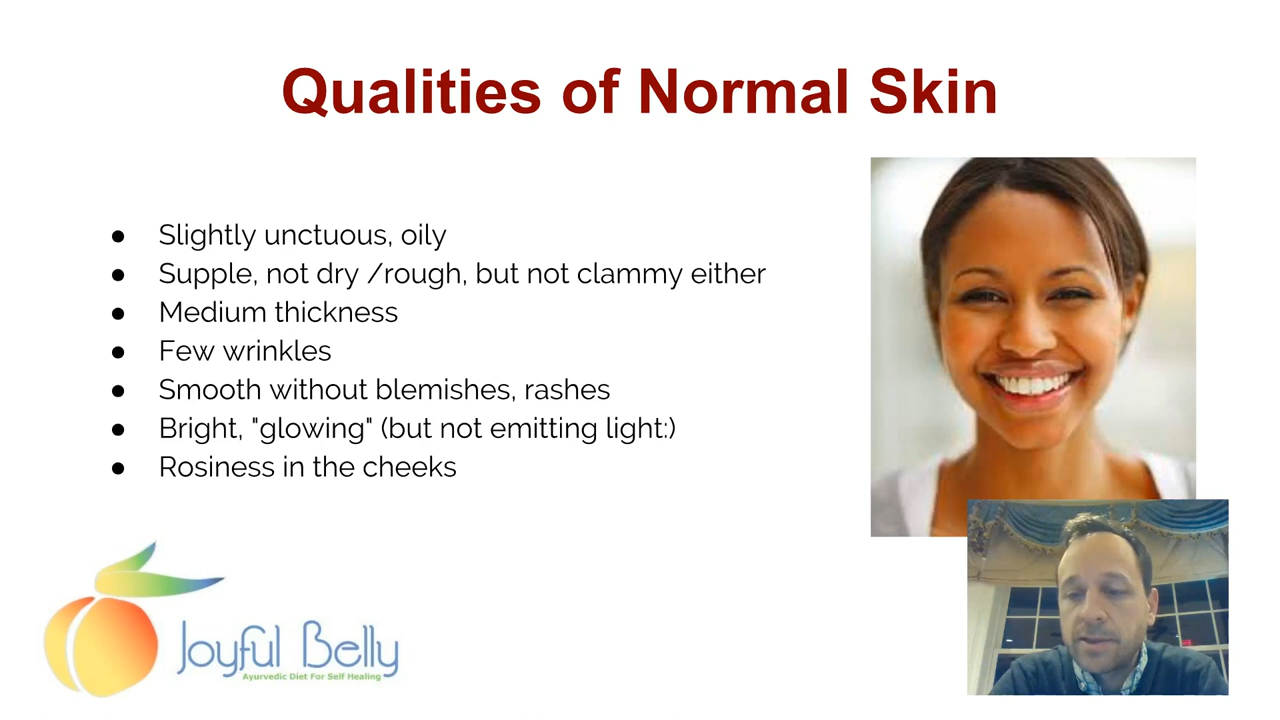 Qualities of Normal Skin
● Slightly unctuous, oily
● Supple, not dry /rough, but not clammy either
● Medium thickness
● Few wrinkles
● Smooth without blemishes, rashes
● Bright, "glowing" (but not emitting light:)
● Rosiness in the cheeks
Joyful Belly
Ayurvedic Diet For Self Healing